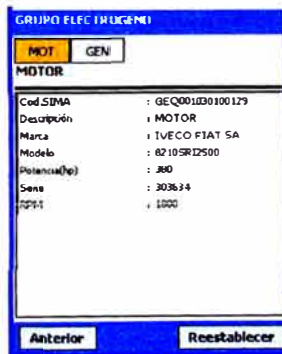 GRUPO ELECTROGENO
MOT GEN
MOTOR
Cod.SIMA : GEQ001030100129
Descripción : MOTOR
Marca : IVECO FIAT SA
Modelo : 8210SRI2500
Potencia(hp) : 380
Serie : 303634
RPM : 1800
Anterior Reestablecer